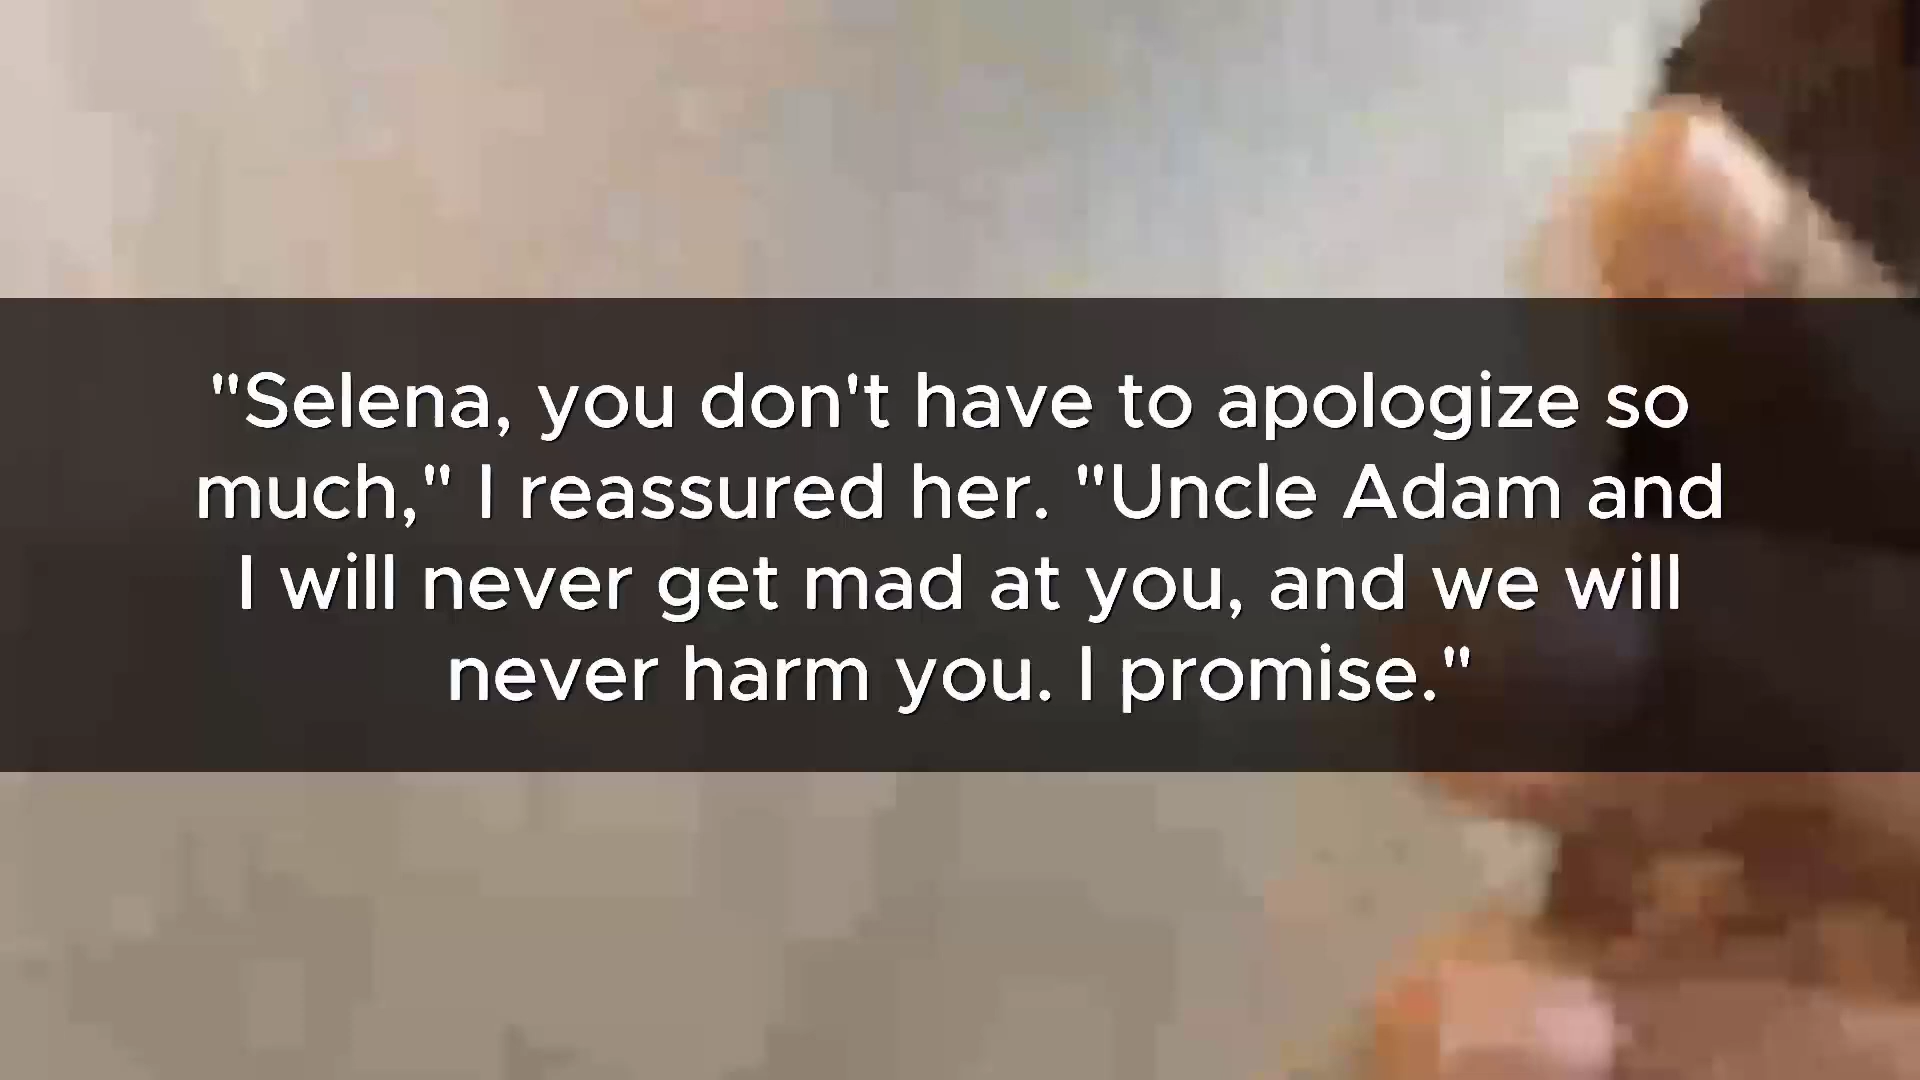 "Selena, you don't have to apologize so
much," I reassured her. "Uncle Adam and
I will never get mad at you, and we will
never harm you. I promise."